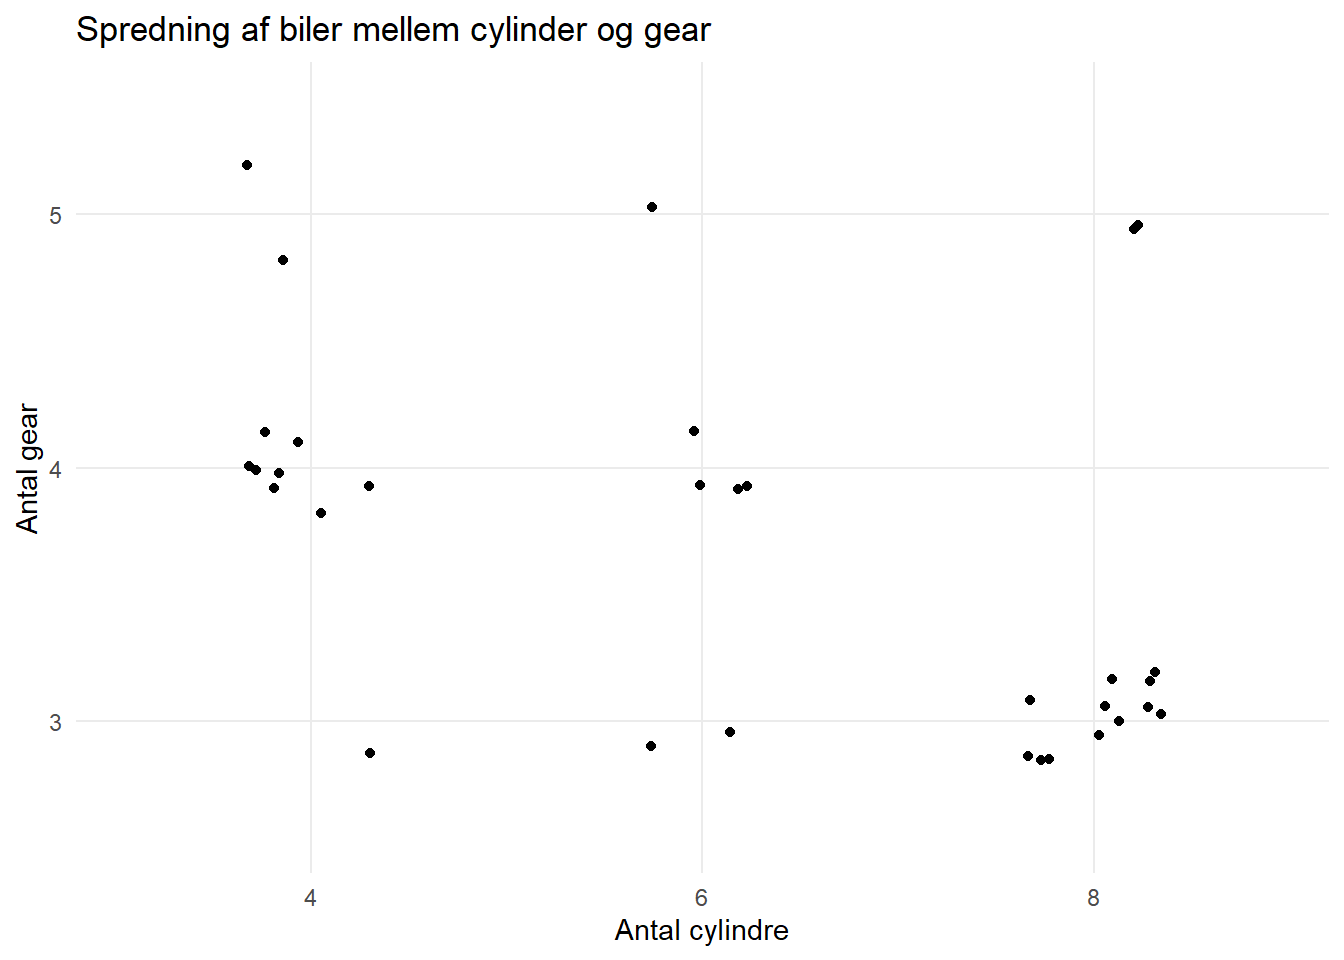 Spredning af biler mellem cylinder og gear
Antal gear
5
4
3
4 6 8
Antal cylindre